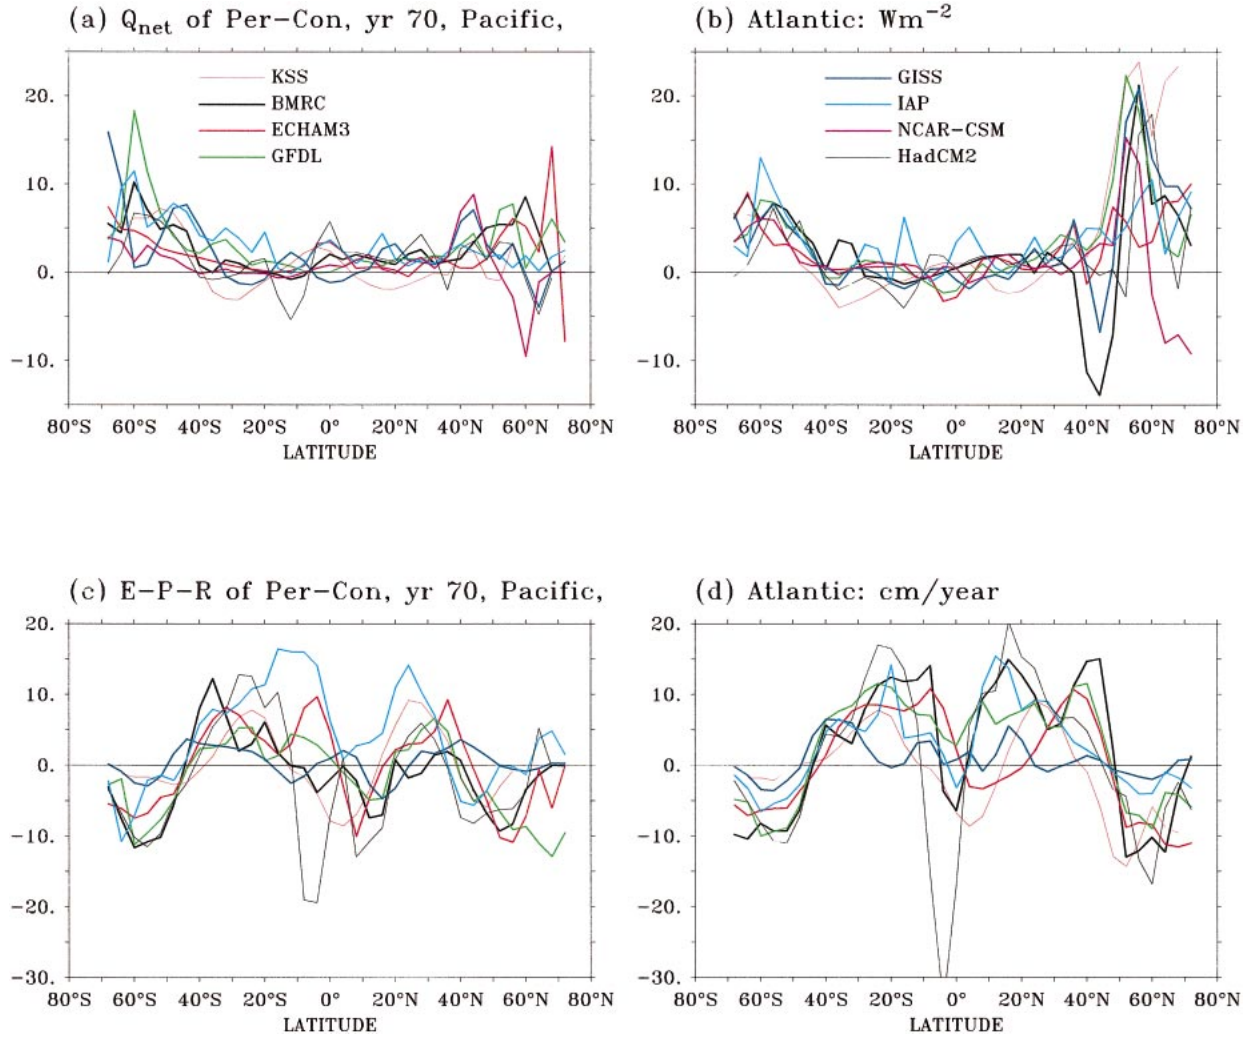 (a) Qnet of Per-Con, yr 70, Pacific,
KSS
BMRC
ECHAM3
GFDL
20.
10.
0.
-10.
80°S 60°S 40°S 20°S 0° 20°N 40°N 60°N 80°N
LATITUDE
(b) Atlantic: Wm−2
GISS
IAP
NCAR-CSM
HadCM2
20.
10.
0.
-10.
80°S 60°S 40°S 20°S 0° 20°N 40°N 60°N 80°N
LATITUDE
(c) E-P-R of Per-Con, yr 70, Pacific,
20.
10.
0.
-10.
-20.
-30.
80°S 60°S 40°S 20°S 0° 20°N 40°N 60°N 80°N
LATITUDE
(d) Atlantic: cm/year
20.
10.
0.
-10.
-20.
-30.
80°S 60°S 40°S 20°S 0° 20°N 40°N 60°N 80°N
LATITUDE